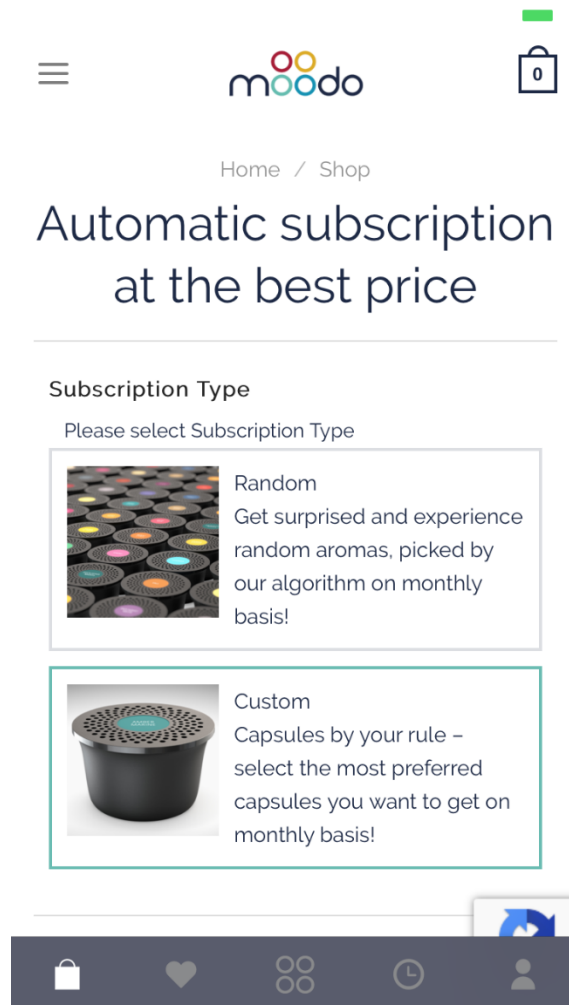 moodo
0
Home / Shop
Automatic subscription
at the best price
Subscription Type
Please select Subscription Type
Random
Get surprised and experience
random aromas, picked by
our algorithm on monthly
basis!
Custom
Capsules by your rule –
select the most preferred
capsules you want to get on
monthly basis!